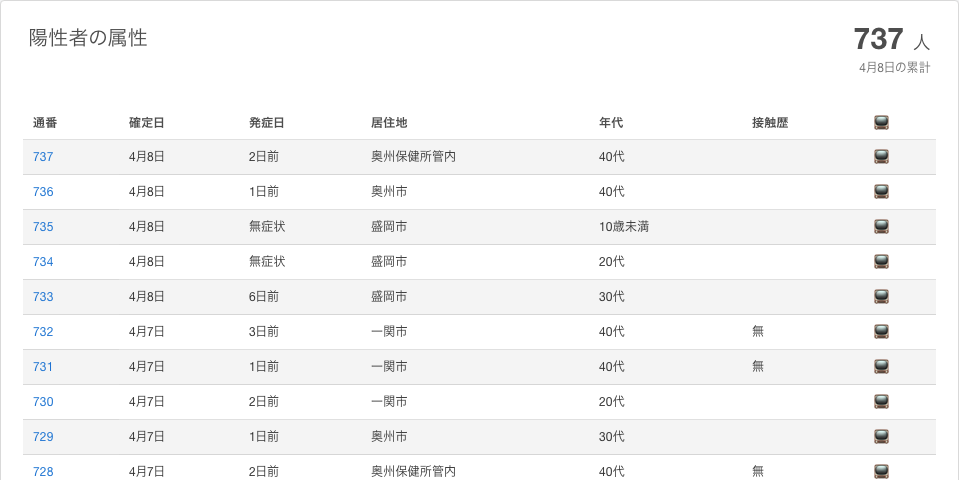 陽性者の属性
737 人
4月8日の累計
通番 確定日 発症日 居住地 年代 接触歴
737 4月8日 2日前 奥州保健所管内 40代
736 4月8日 1日前 奥州市 40代
735 4月8日 無症状 盛岡市 10歳未満
734 4月8日 無症状 盛岡市 20代
733 4月8日 6日前 盛岡市 30代
732 4月7日 3日前 一関市 40代 無
731 4月7日 1日前 一関市 40代 無
730 4月7日 2日前 一関市 20代
729 4月7日 1日前 奥州市 30代
728 4月7日 2日前 奥州保健所管内 40代 無